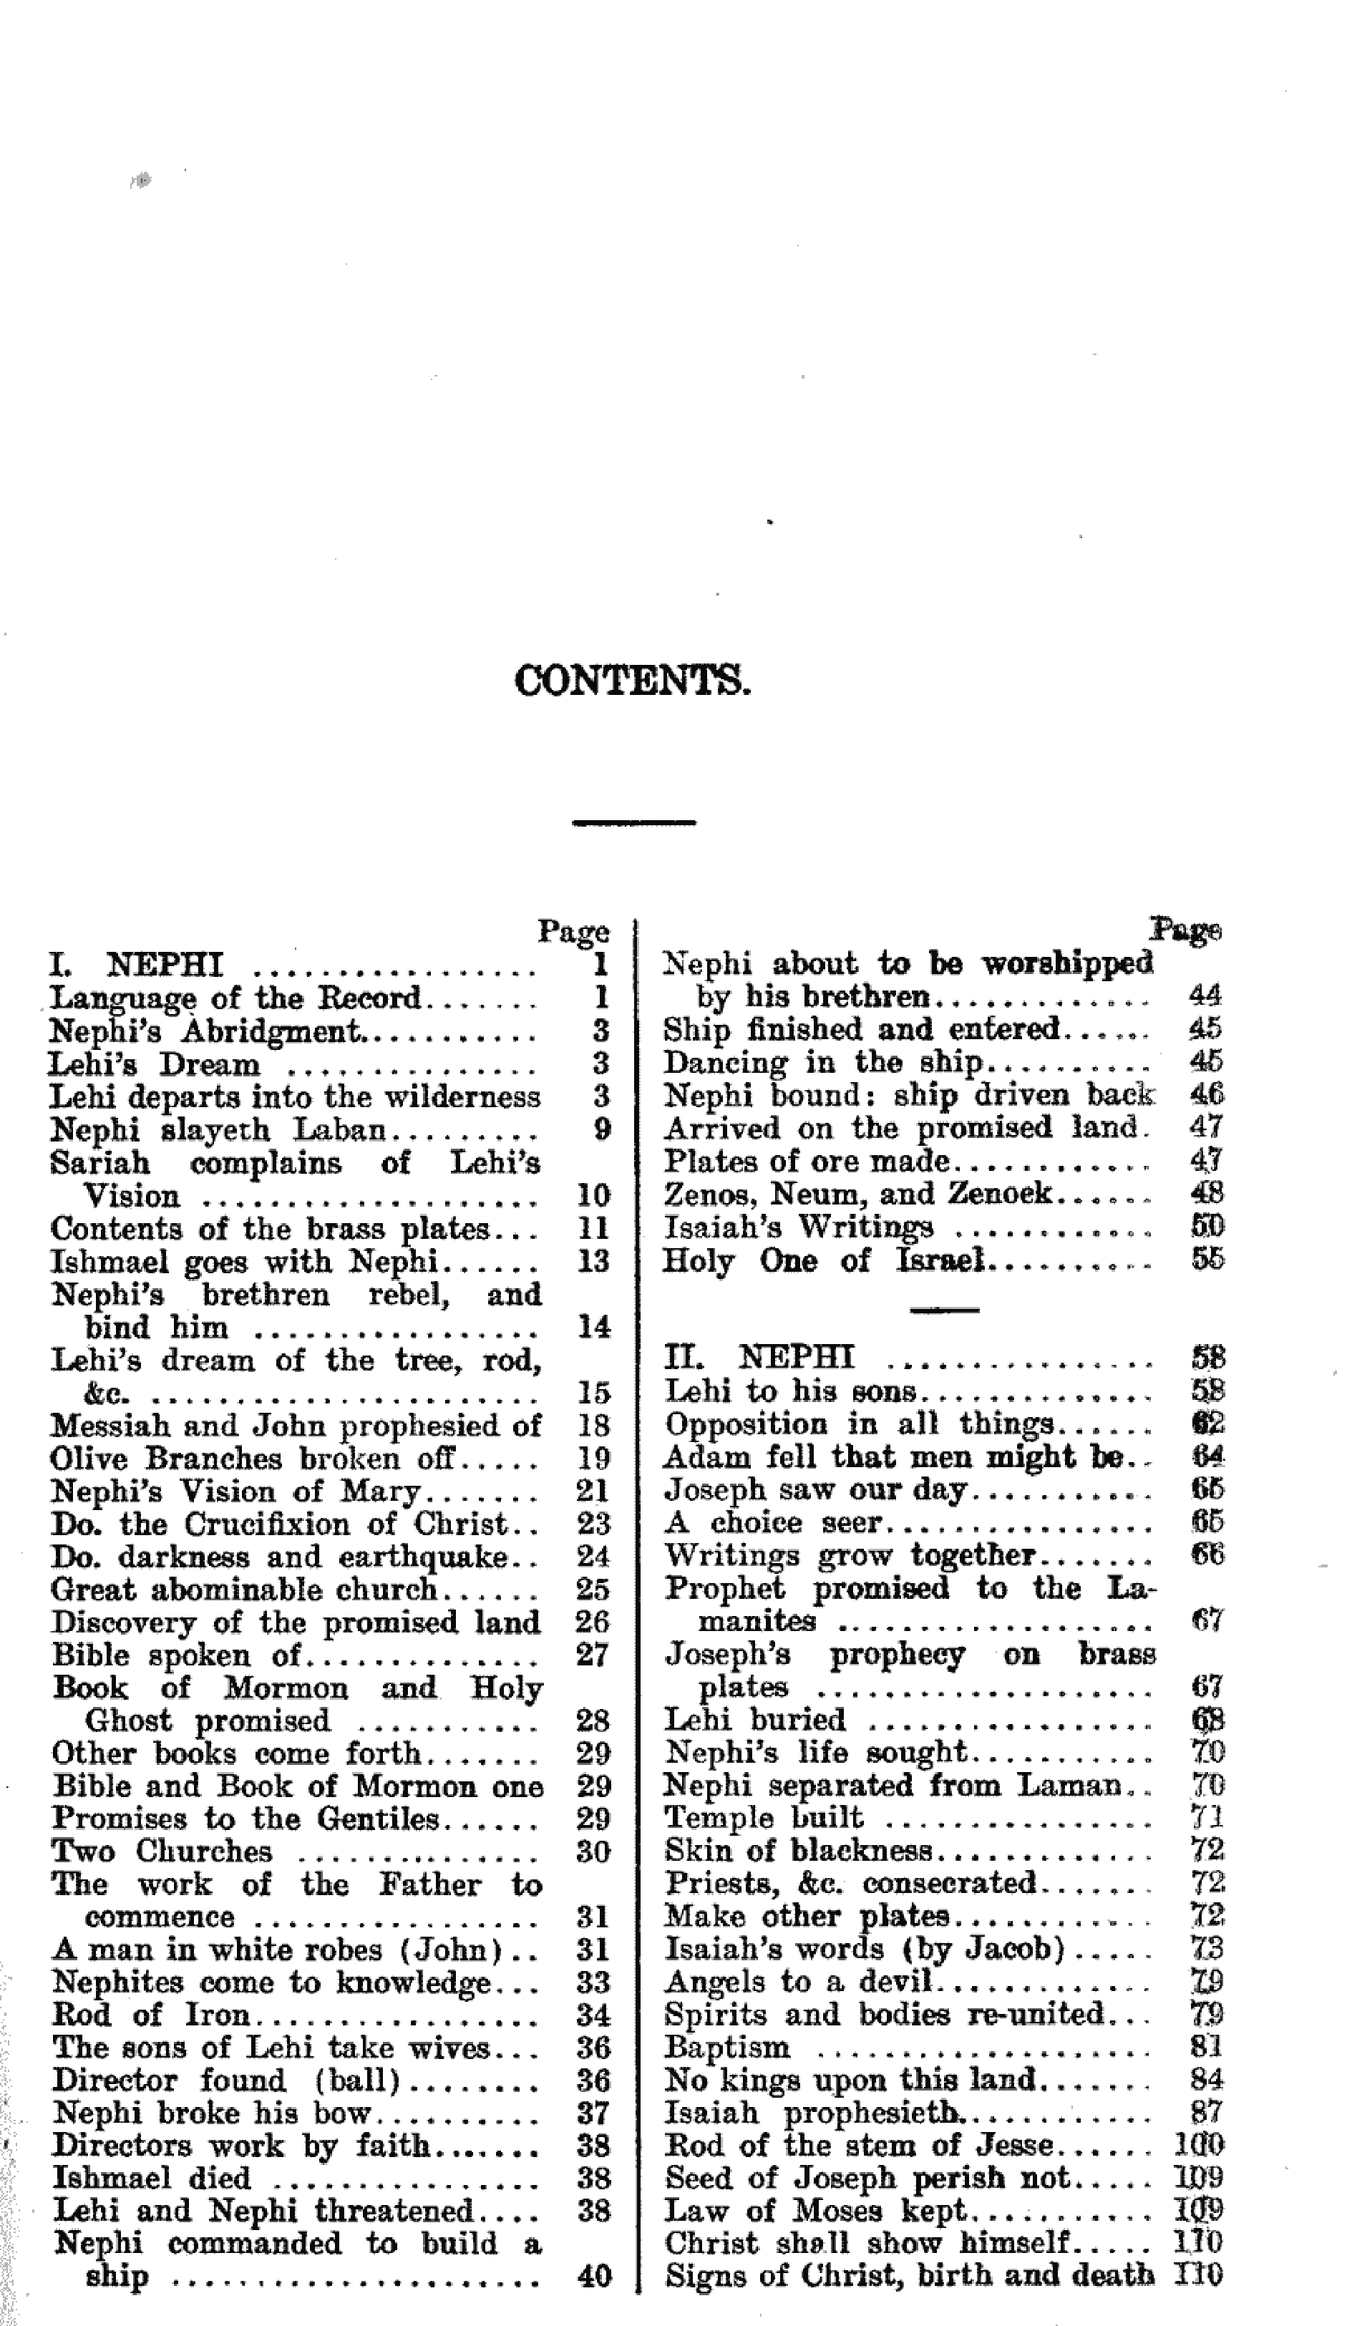 CONTENTS.
Page
I. NEPHI ................. 1
Language of the Record....... 1
Nephi's Abridgment........... 3
Lehi's Dream ............... 3
Lehi departs into the wilderness 3
Nephi slayeth Laban......... 9
Sariah complains of Lehi's
Vision .................... 10
Contents of the brass plates... 11
Ishmael goes with Nephi...... 13
Nephi's brethren rebel, and
bind him ................. 14
Lehi's dream of the tree, rod,
&c. ....................... 15
Messiah and John prophesied of 18
Olive Branches broken off..... 19
Nephi's Vision of Mary....... 21
Do. the Crucifixion of Christ.. 23
Do. darkness and earthquake.. 24
Great abominable church...... 25
Discovery of the promised land 26
Bible spoken of.............. 27
Book of Mormon and Holy
Ghost promised ........... 28
Other books come forth....... 29
Bible and Book of Mormon one 29
Promises to the Gentiles...... 29
Two Churches ............... 30
The work of the Father to
commence ................. 31
A man in white robes (John).. 31
Nephites come to knowledge... 33
Rod of Iron................. 34
The sons of Lehi take wives... 36
Director found (ball)........ 36
Nephi broke his bow.......... 37
Directors work by faith....... 38
Ishmael died ................ 38
Lehi and Nephi threatened.... 38
Nephi commanded to build a
ship ...................... 40
Page
Nephi about to be worshipped
by his brethren............. 44
Ship finished and entered...... 45
Dancing in the ship.......... 45
Nephi bound: ship driven back 46
Arrived on the promised land. 47
Plates of ore made............ 47
Zenos, Neum, and Zenoek...... 48
Isaiah's Writings ............ 50
Holy One of Israel.......... 55
II. NEPHI ................ 58
Lehi to his sons.............. 58
Opposition in all things...... 62
Adam fell that men might be.. 64
Joseph saw our day........... 65
A choice seer................ 65
Writings grow together....... 66
Prophet promised to the La-
manites ................... 67
Joseph's prophecy on brass
plates .................... 67
Lehi buried ................. 68
Nephi's life sought........... 70
Nephi separated from Laman.. 70
Temple built ................ 71
Skin of blackness............. 72
Priests, &c. consecrated....... 72
Make other plates............ 72
Isaiah's words (by Jacob)..... 73
Angels to a devil............. 79
Spirits and bodies re-united... 79
Baptism .................... 81
No kings upon this land....... 84
Isaiah prophesieth............ 87
Rod of the stem of Jesse...... 100
Seed of Joseph perish not..... 109
Law of Moses kept........... 109
Christ shall show himself..... 110
Signs of Christ, birth and death 110